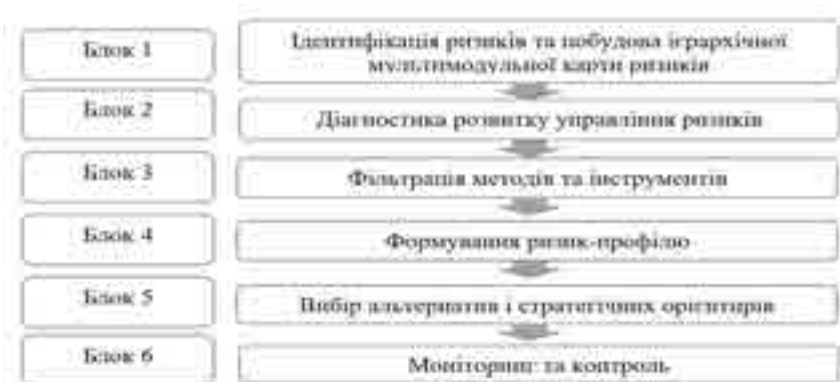 Блок 1
Ідентифікація ризиків та побудова ієрархічної
мультимодульної карти ризиків
Блок 2
Діагностика розвитку управління ризиків
Блок 3
Фільтрація методів та інструментів
Блок 4
Формування ризик-профілю
Блок 5
Вибір альтернатив і стратегічних орієнтирів
Блок 6
Моніторинг та контроль